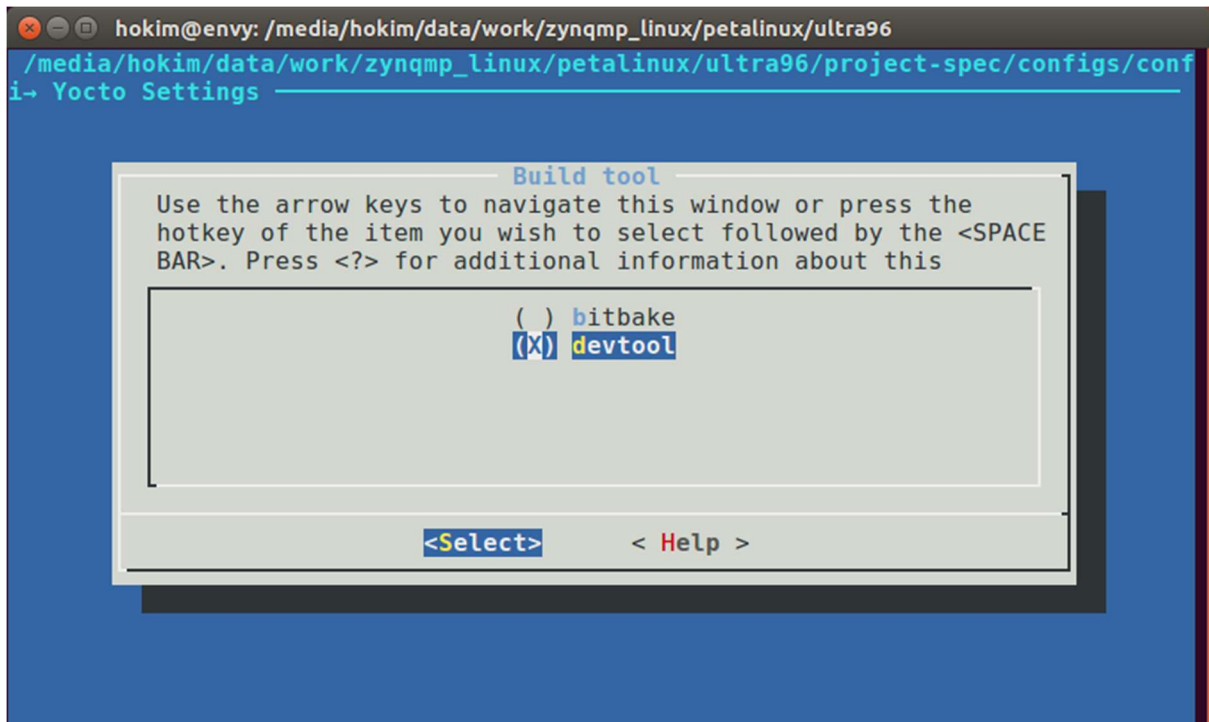 hokim@envy: /media/hokim/data/work/zynqmp_linux/petalinux/ultra96
/media/hokim/data/work/zynqmp_linux/petalinux/ultra96/project-spec/configs/conf
i→ Yocto Settings
Build tool
Use the arrow keys to navigate this window or press the
hotkey of the item you wish to select followed by the <SPACE
BAR>. Press <?> for additional information about this
( ) bitbake
(X) devtool
<Select> < Help >